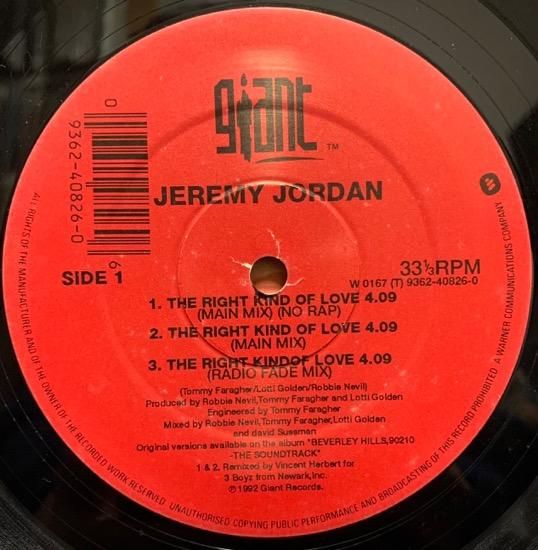 giant
TM
JEREMY JORDAN
0
9362-40826-0
6
SIDE 1
33⅓RPM
W 0167 (T) 9362-40826-0
1. THE RIGHT KIND OF LOVE 4.09
(MAIN MIX) (NO RAP)
2. THE RIGHT KIND OF LOVE 4.09
(MAIN MIX)
3. THE RIGHT KINDOF LOVE 4.09
(RADIO FADE MIX)
(Tommy Faragher/Lotti Golden/Robbie Nevil)
Produced by Robbie Nevil,Tommy Faragher and Lotti Golden
Engineered by Tommy Faragher
Mixed by Robbie Nevil,Tommy Faragher,Lotti Golden
and david Sussman
Original versions available on the album "BEVERLEY HILLS,90210
-THE SOUNDTRACK"
1 & 2. Remixed by Vincent Herbert for
3 Boyz from Newark,Inc.
℗1992 Giant Records.
ALL RIGHTS OF THE MANUFACTURER AND OF THE OWNER OF THE RECORDED WORK RESERVED. UNAUTHORISED COPYING PUBLIC PERFORMANCE AND BROADCASTING OF THIS RECORD PROHIBITED. A WARNER COMMUNICATIONS COMPANY